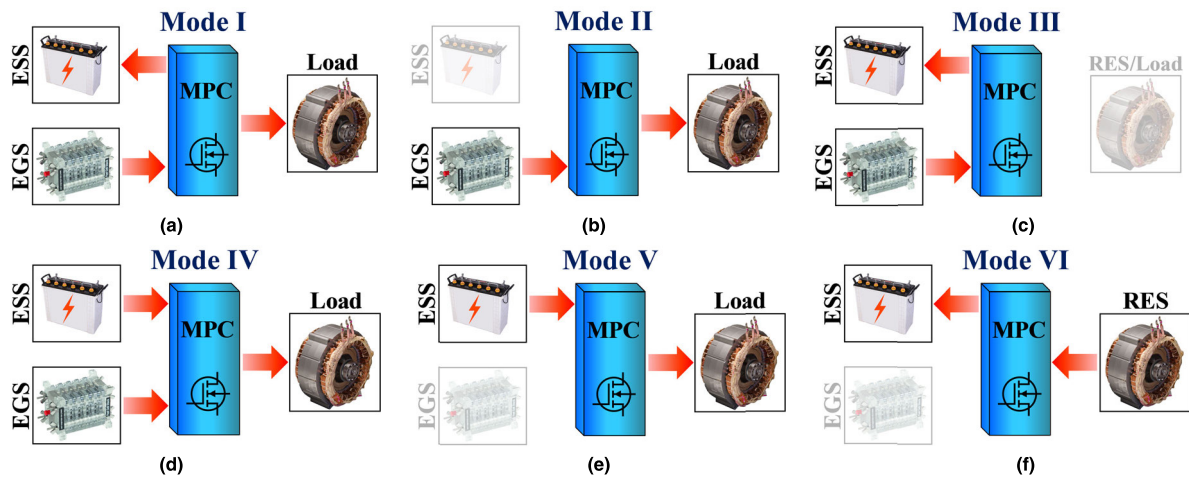 Mode I
ESS
EGS
MPC
Load
(a)
Mode II
ESS
EGS
MPC
Load
(b)
Mode III
ESS
EGS
MPC
RES/Load
(c)
Mode IV
ESS
EGS
MPC
Load
(d)
Mode V
ESS
EGS
MPC
Load
(e)
Mode VI
ESS
EGS
MPC
RES
(f)